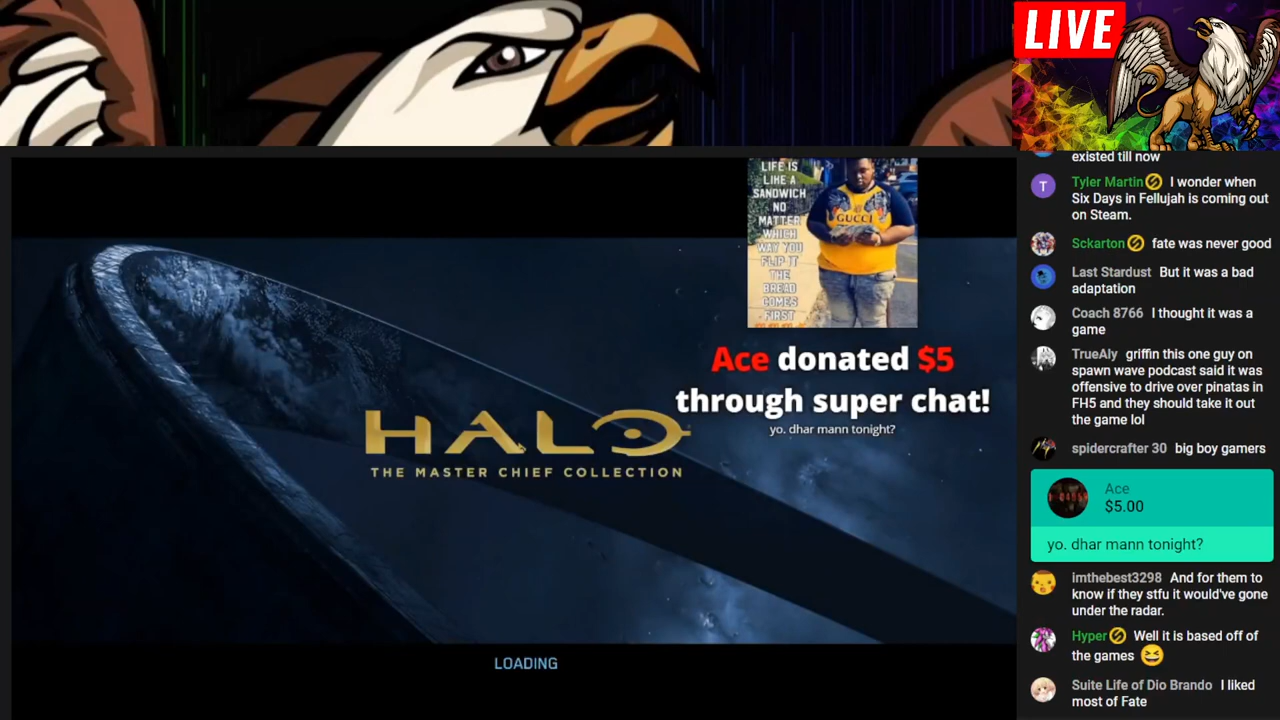 LIVE
LIFE IS
LIKE A
SANDWICH
NO
MATTER
WHICH
WAY YOU
FLIP IT
THE
BREAD
COMES
FIRST
GUCCI
Ace donated $5
through super chat!
yo. dhar mann tonight?
HALO
THE MASTER CHIEF COLLECTION
LOADING
existed till now
T
Tyler Martin I wonder when
Six Days in Fellujah is coming out
on Steam.
Sckarton fate was never good
Last Stardust But it was a bad
adaptation
Coach 8766 I thought it was a
game
TrueAly griffin this one guy on
spawn wave podcast said it was
offensive to drive over pinatas in
FH5 and they should take it out
the game lol
spidercrafter 30 big boy gamers
Ace
$5.00
yo. dhar mann tonight?
imthebest3298 And for them to
know if they stfu it would've gone
under the radar.
Hyper Well it is based off of
the games
Suite Life of Dio Brando I liked
most of Fate